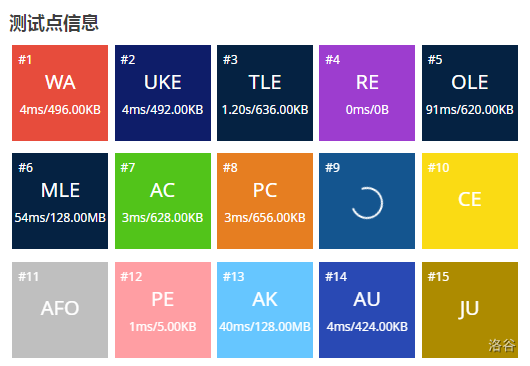 测试点信息
#1
WA
4ms/496.00KB
#2
UKE
4ms/492.00KB
#3
TLE
1.20s/636.00KB
#4
RE
0ms/0B
#5
OLE
91ms/620.00KB
#6
MLE
54ms/128.00MB
#7
AC
3ms/628.00KB
#8
PC
3ms/656.00KB
#9
#10
CE
#11
AFO
#12
PE
1ms/5.00KB
#13
AK
40ms/128.00MB
#14
AU
4ms/424.00KB
#15
JU
洛谷